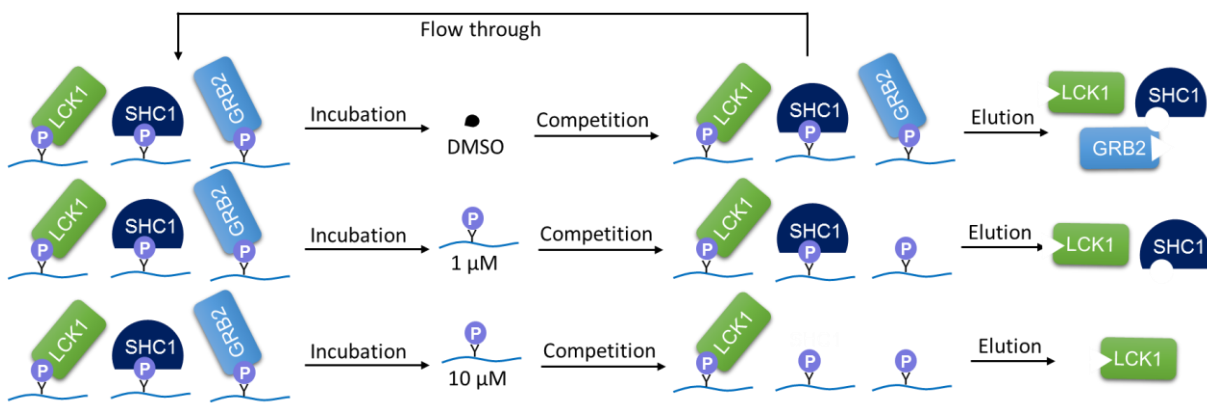 Flow through
LCK1 SHC1 GRB2 Incubation DMSO Competition LCK1 SHC1 GRB2 Elution LCK1 SHC1 GRB2
P P P P P P
LCK1 SHC1 GRB2 Incubation P 1 μM Competition LCK1 SHC1 P Elution LCK1 SHC1
P P P P P
LCK1 SHC1 GRB2 Incubation P 10 μM Competition LCK1 P P Elution LCK1
P P P P